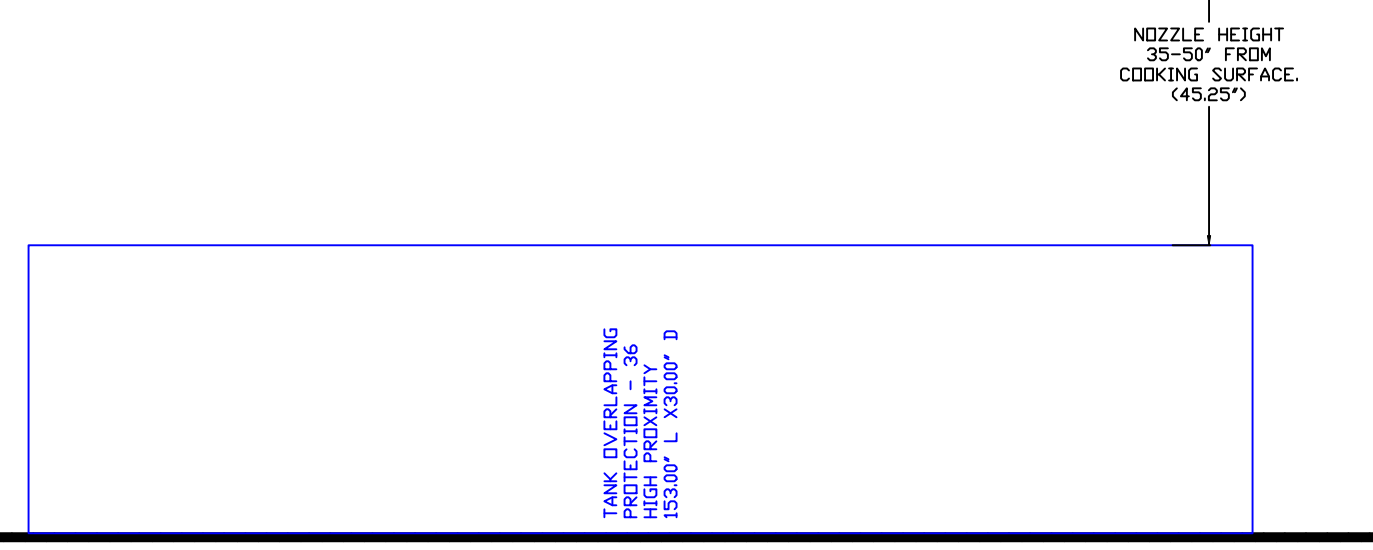 NOZZLE HEIGHT
35-50" FROM
COOKING SURFACE.
(45.25")
TANK OVERLAPPING
PROTECTION - 36
HIGH PROXIMITY
153.00" L X30.00" D